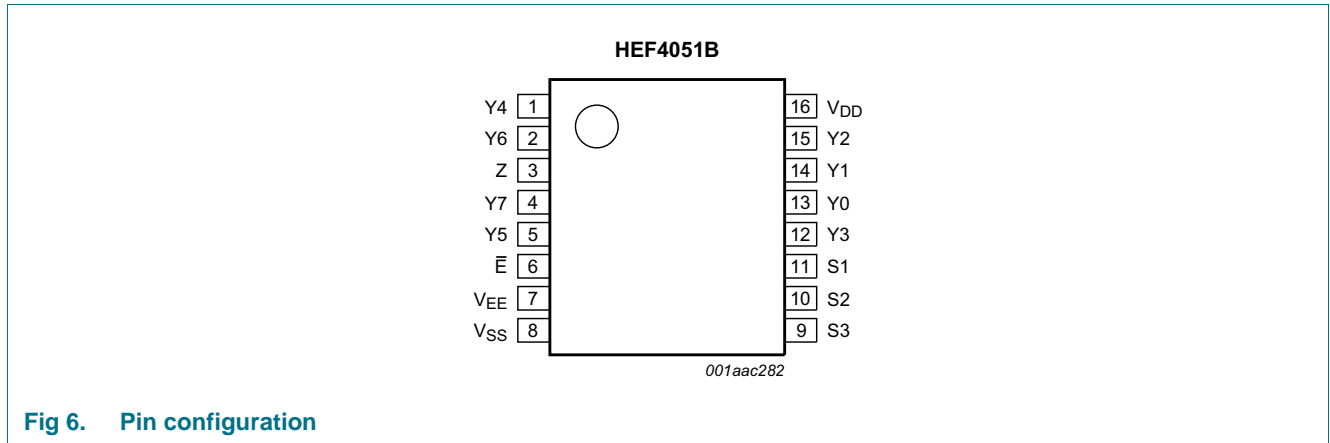 HEF4051B
Y4 1 16 VDD
Y6 2 15 Y2
Z 3 14 Y1
Y7 4 13 Y0
Y5 5 12 Y3
E̅ 6 11 S1
VEE 7 10 S2
VSS 8 9 S3
001aac282
Fig 6. Pin configuration